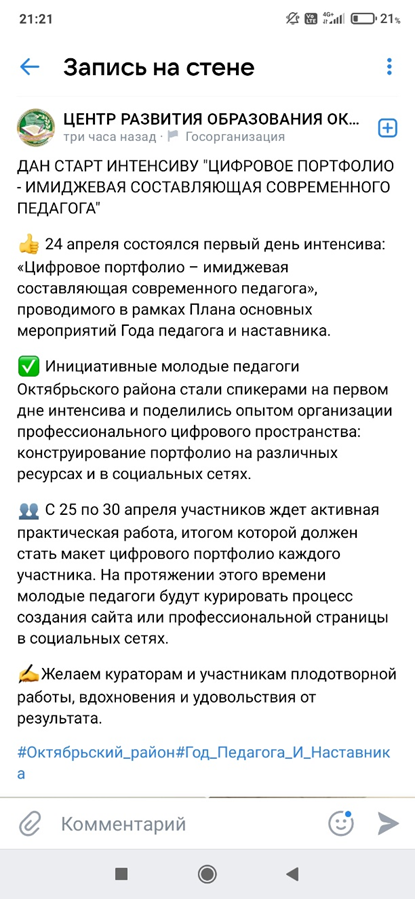 21:21
4G+
21%
Запись на стене
ЦЕНТР РАЗВИТИЯ ОБРАЗОВАНИЯ ОК...
три часа назад · Госорганизация
ДАН СТАРТ ИНТЕНСИВУ "ЦИФРОВОЕ ПОРТФОЛИО
- ИМИДЖЕВАЯ СОСТАВЛЯЮЩАЯ СОВРЕМЕННОГО
ПЕДАГОГА"
👍 24 апреля состоялся первый день интенсива:
«Цифровое портфолио – имиджевая
составляющая современного педагога»,
проводимого в рамках Плана основных
мероприятий Года педагога и наставника.
✅ Инициативные молодые педагоги
Октябрьского района стали спикерами на первом
дне интенсива и поделились опытом организации
профессионального цифрового пространства:
конструирование портфолио на различных
ресурсах и в социальных сетях.
👥 С 25 по 30 апреля участников ждет активная
практическая работа, итогом которой должен
стать макет цифрового портфолио каждого
участника. На протяжении этого времени
молодые педагоги будут курировать процесс
создания сайта или профессиональной страницы
в социальных сетях.
✍Желаем кураторам и участникам плодотворной
работы, вдохновения и удовольствия от
результата.
#Октябрьский_район#Год_Педагога_И_Наставник
а
Комментарий